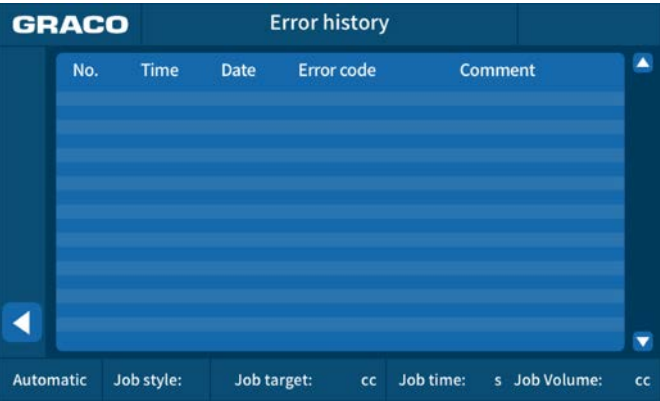 GRACO Error history
No. Time Date Error code Comment
Automatic Job style: Job target: cc Job time: s Job Volume: cc